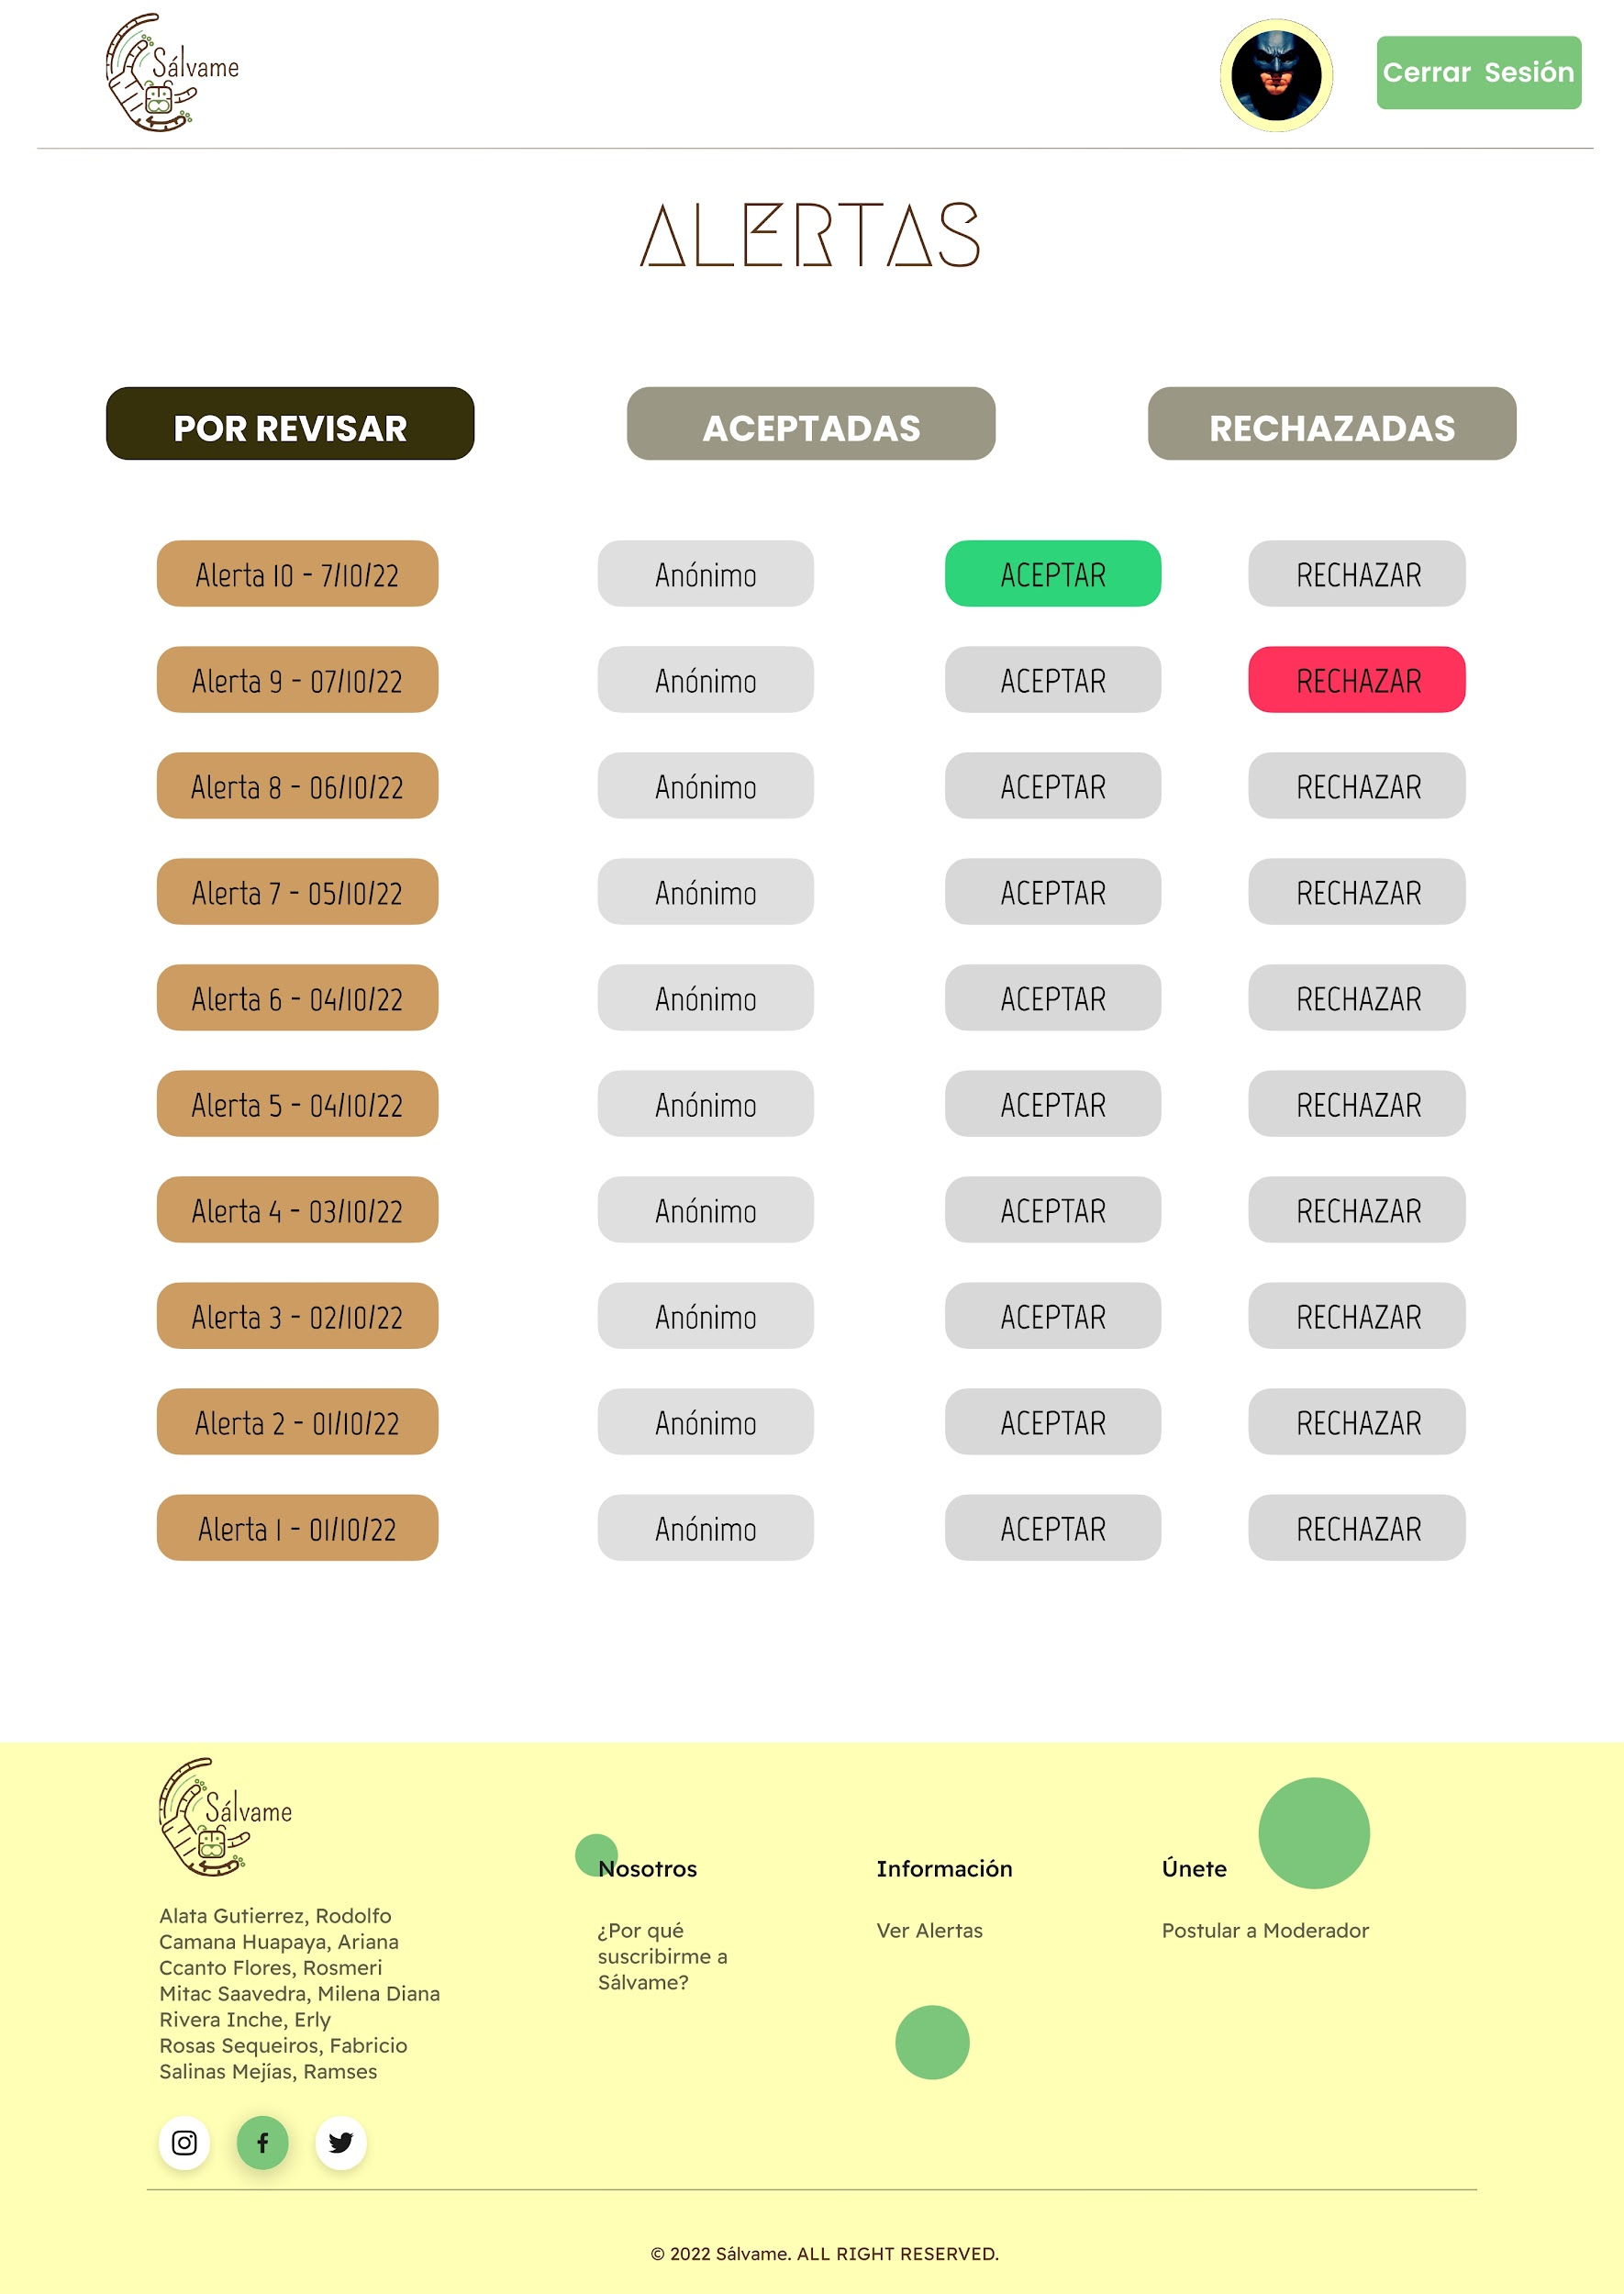 Sálvame
Cerrar Sesión
ALERTAS
POR REVISAR
ACEPTADAS
RECHAZADAS
Alerta 10 - 7/10/22
Anónimo
ACEPTAR
RECHAZAR
Alerta 9 - 07/10/22
Anónimo
ACEPTAR
RECHAZAR
Alerta 8 - 06/10/22
Anónimo
ACEPTAR
RECHAZAR
Alerta 7 - 05/10/22
Anónimo
ACEPTAR
RECHAZAR
Alerta 6 - 04/10/22
Anónimo
ACEPTAR
RECHAZAR
Alerta 5 - 04/10/22
Anónimo
ACEPTAR
RECHAZAR
Alerta 4 - 03/10/22
Anónimo
ACEPTAR
RECHAZAR
Alerta 3 - 02/10/22
Anónimo
ACEPTAR
RECHAZAR
Alerta 2 - 01/10/22
Anónimo
ACEPTAR
RECHAZAR
Alerta 1 - 01/10/22
Anónimo
ACEPTAR
RECHAZAR
Sálvame
Alata Gutierrez, Rodolfo
Camana Huapaya, Ariana
Ccanto Flores, Rosmeri
Mitac Saavedra, Milena Diana
Rivera Inche, Erly
Rosas Sequeiros, Fabricio
Salinas Mejías, Ramses
Nosotros
¿Por qué
suscribirme a
Sálvame?
Información
Ver Alertas
Únete
Postular a Moderador
© 2022 Sálvame. ALL RIGHT RESERVED.